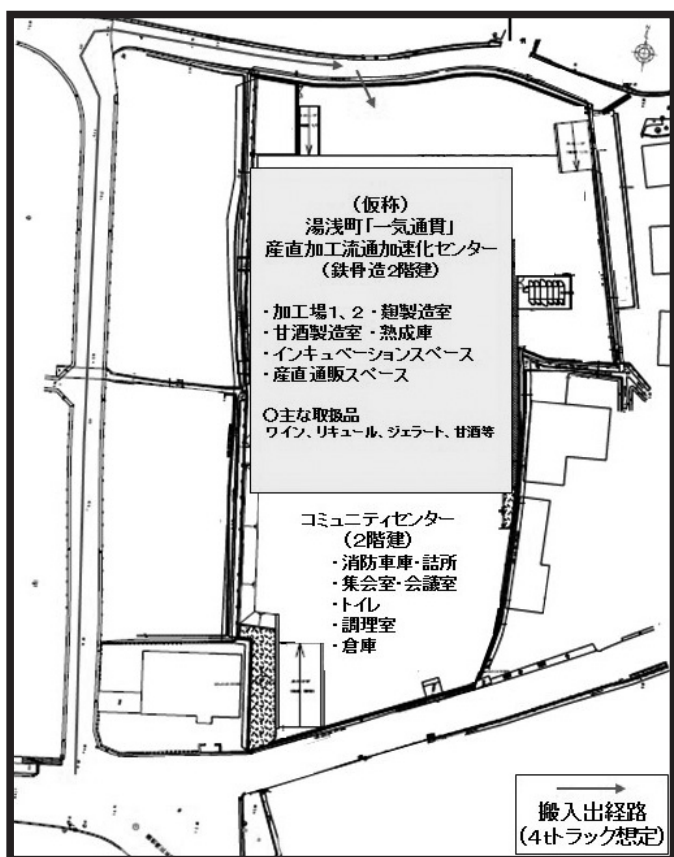 (仮称)
湯浅町「一気通貫」
産直加工流通加速化センター
(鉄骨造2階建)
・加工場1、2・麹製造室
・甘酒製造室・熟成庫
・インキュベーションスペース
・産直通販スペース
○主な取扱品
ワイン、リキュール、ジェラート、甘酒等
コミュニティセンター
(2階建)
・消防車庫・詰所
・集会室・会議室
・トイレ
・調理室
・倉庫
搬入出経路
(4tトラック想定)